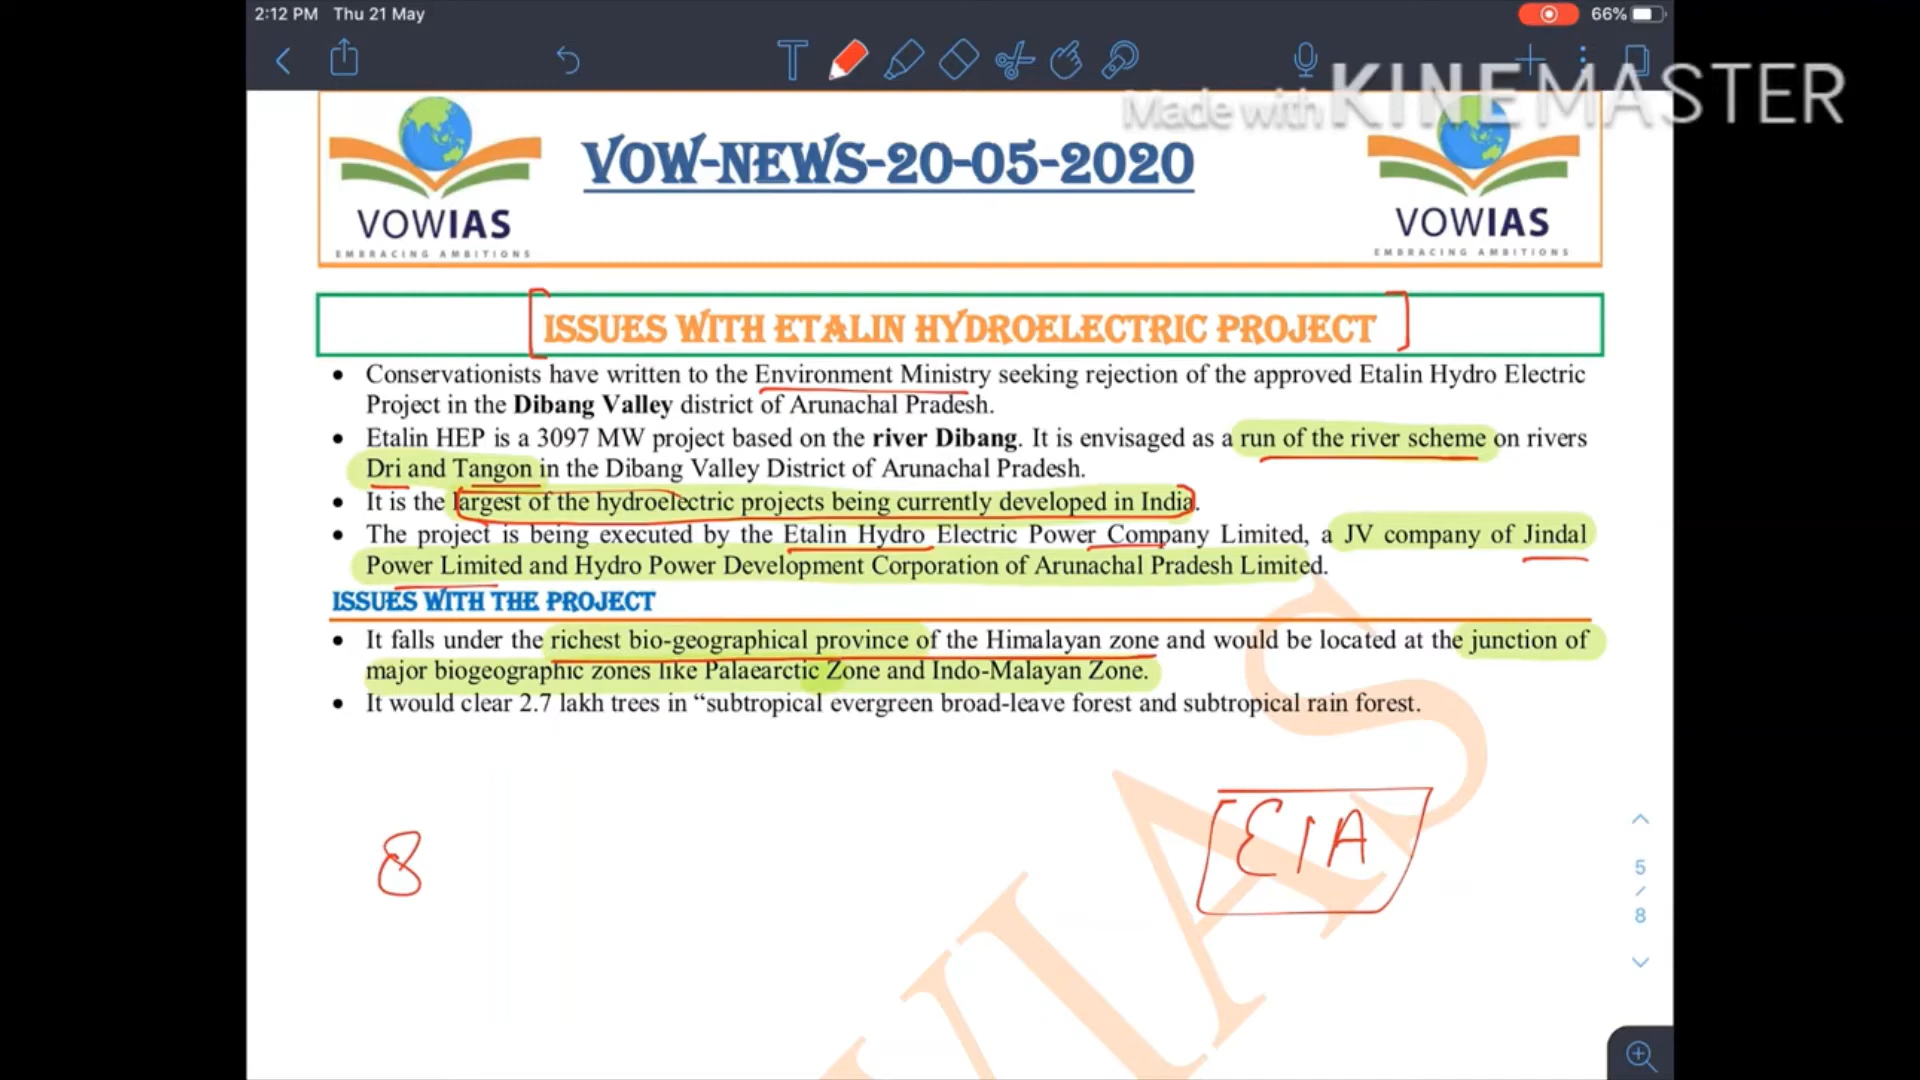 2:12 PM Thu 21 May
66%
Made with KINEMASTER
VOW-NEWS-20-05-2020
VOWIAS
EMBRACING AMBITIONS
VOWIAS
EMBRACING AMBITIONS
ISSUES WITH ETALIN HYDROELECTRIC PROJECT
• Conservationists have written to the Environment Ministry seeking rejection of the approved Etalin Hydro Electric
Project in the Dibang Valley district of Arunachal Pradesh.
• Etalin HEP is a 3097 MW project based on the river Dibang. It is envisaged as a run of the river scheme on rivers
Dri and Tangon in the Dibang Valley District of Arunachal Pradesh.
• It is the largest of the hydroelectric projects being currently developed in India.
• The project is being executed by the Etalin Hydro Electric Power Company Limited, a JV company of Jindal
Power Limited and Hydro Power Development Corporation of Arunachal Pradesh Limited.
ISSUES WITH THE PROJECT
• It falls under the richest bio-geographical province of the Himalayan zone and would be located at the junction of
major biogeographic zones like Palaearctic Zone and Indo-Malayan Zone.
• It would clear 2.7 lakh trees in “subtropical evergreen broad-leave forest and subtropical rain forest.
8
EIA
5
/
8
WIAS